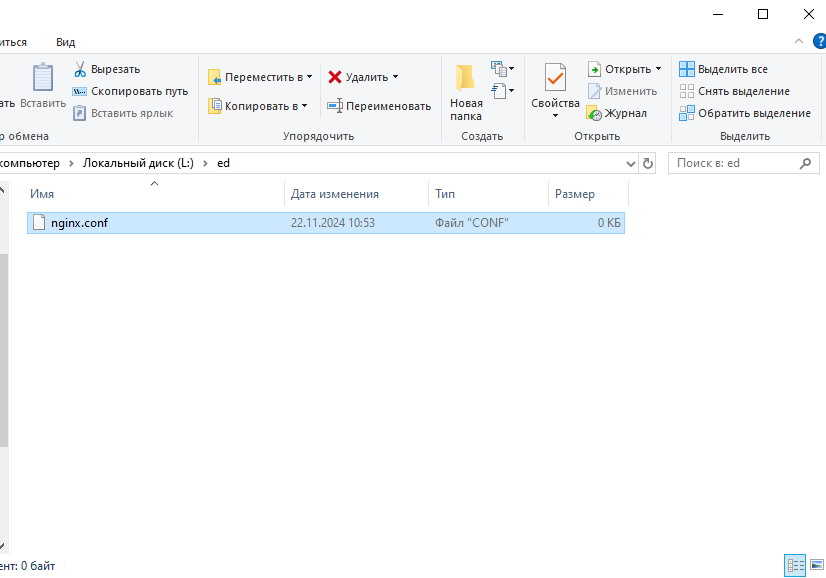 иться Вид
ать Вставить Вырезать Скопировать путь Вставить ярлык
р обмена
Переместить в Копировать в Удалить Переименовать
Упорядочить
Новая папка
Создать
Свойства Открыть Изменить Журнал
Открыть
Выделить все Снять выделение Обратить выделение
Выделить
компьютер > Локальный диск (L:) > ed Поиск в: ed
Имя Дата изменения Тип Размер
nginx.conf 22.11.2024 10:53 Файл "CONF" 0 КБ
ент: 0 байт